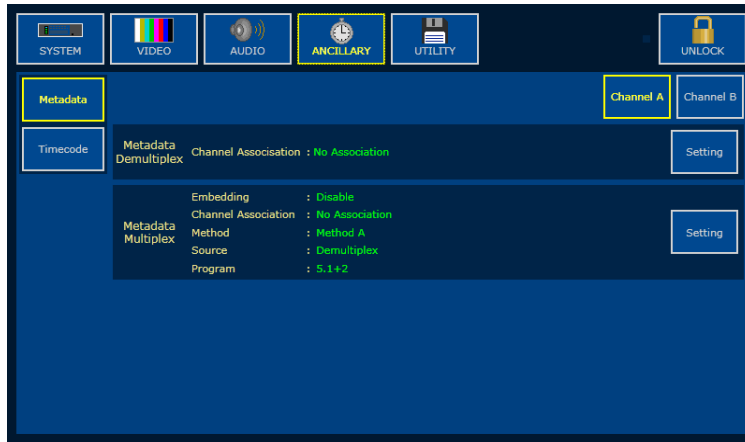 SYSTEM
VIDEO
AUDIO
ANCILLARY
UTILITY
UNLOCK
Metadata
Channel A
Channel B
Timecode
Metadata
Demultiplex
Channel Associsation : No Association
Setting
Metadata
Multiplex
Embedding : Disable
Channel Association : No Association
Method : Method A
Source : Demultiplex
Program : 5.1+2
Setting